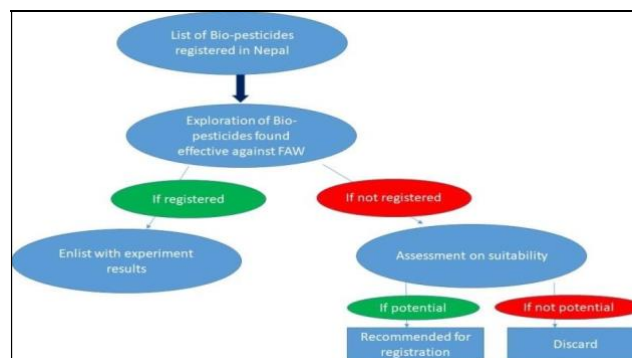 List of Bio-pesticides
registered in Nepal
Exploration of Bio-
pesticides found
effective against FAW
If registered
If not registered
Enlist with experiment
results
Assessment on suitability
If potential
If not potential
Recommended for
registration
Discard